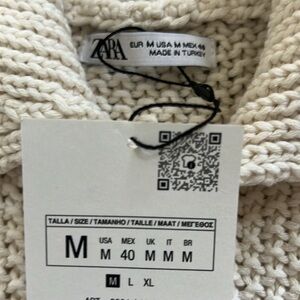 ZARA
EUR M USA M MEX 40
MADE IN TURKEY
TALLA / SIZE / TAMANHO / TAILLE / MAAT / ΜΕΓΕΘΟΣ
M USA MEX UK IT BR
M 40 M M M
M L XL